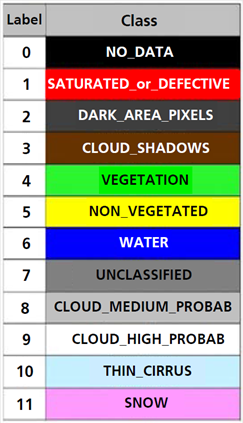 Label Class
0 NO_DATA
1 SATURATED_or_DEFECTIVE
2 DARK_AREA_PIXELS
3 CLOUD_SHADOWS
4 VEGETATION
5 NON_VEGETATED
6 WATER
7 UNCLASSIFIED
8 CLOUD_MEDIUM_PROBAB
9 CLOUD_HIGH_PROBAB
10 THIN_CIRRUS
11 SNOW